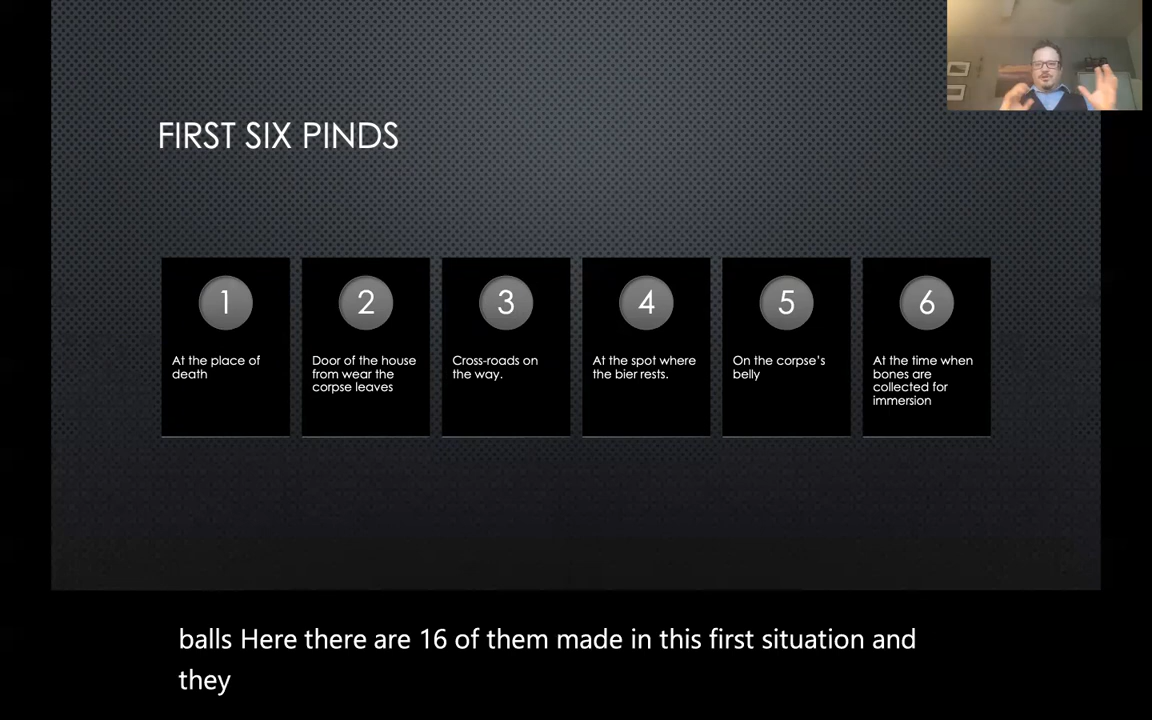 FIRST SIX PINDS
1
At the place of
death
2
Door of the house
from wear the
corpse leaves
3
Cross-roads on
the way.
4
At the spot where
the bier rests.
5
On the corpse's
belly
6
At the time when
bones are
collected for
immersion
balls Here there are 16 of them made in this first situation and
they